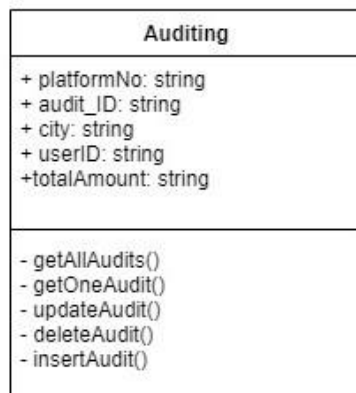 Auditing
+ platformNo: string
+ audit_ID: string
+ city: string
+ userID: string
+totalAmount: string
- getAllAudits()
- getOneAudit()
- updateAudit()
- deleteAudit()
- insertAudit()